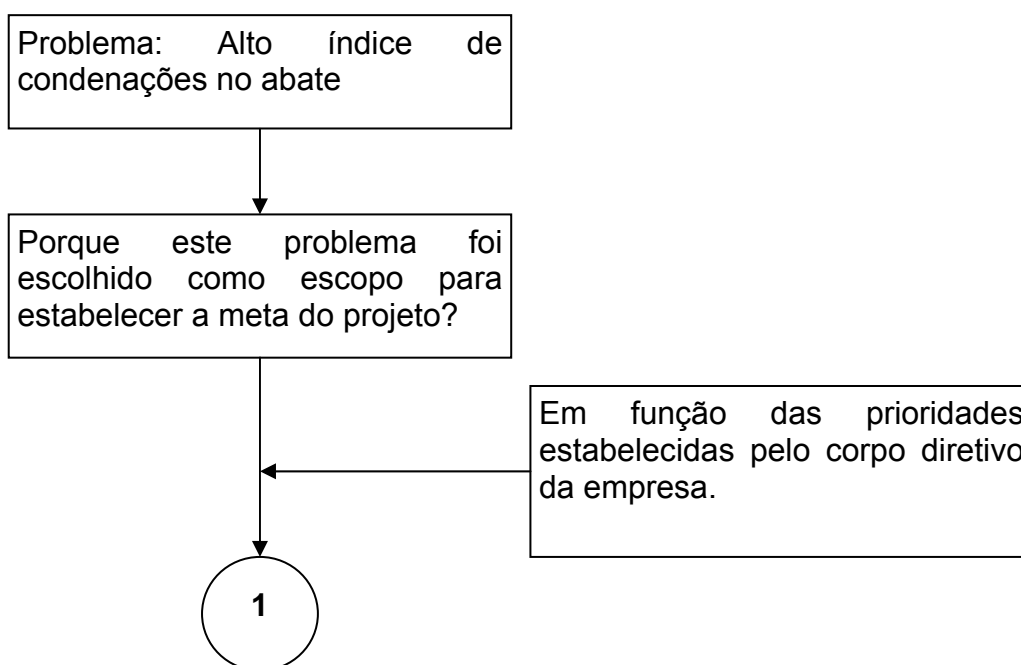 Problema: Alto índice de
condenações no abate
Porque este problema foi
escolhido como escopo para
estabelecer a meta do projeto?
Em função das prioridades
estabelecidas pelo corpo diretivo
da empresa.
1